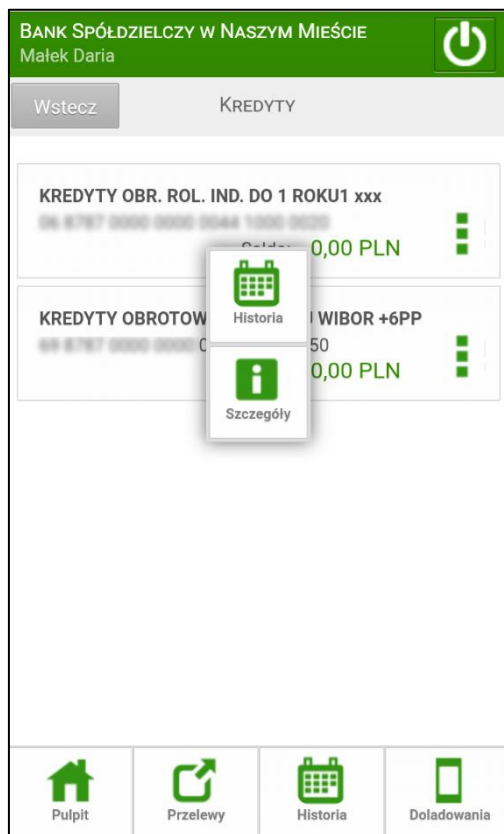 BANK SPÓŁDZIELCZY W NASZYM MIEŚCIE
Małek Daria
Wstecz
KREDYTY
KREDYTY OBR. ROL. IND. DO 1 ROKU1 xxx
0,00 PLN
Historia
KREDYTY OBROTOW WIBOR +6PP
50
0,00 PLN
Szczegóły
Pulpit
Przelewy
Historia
Doladowania